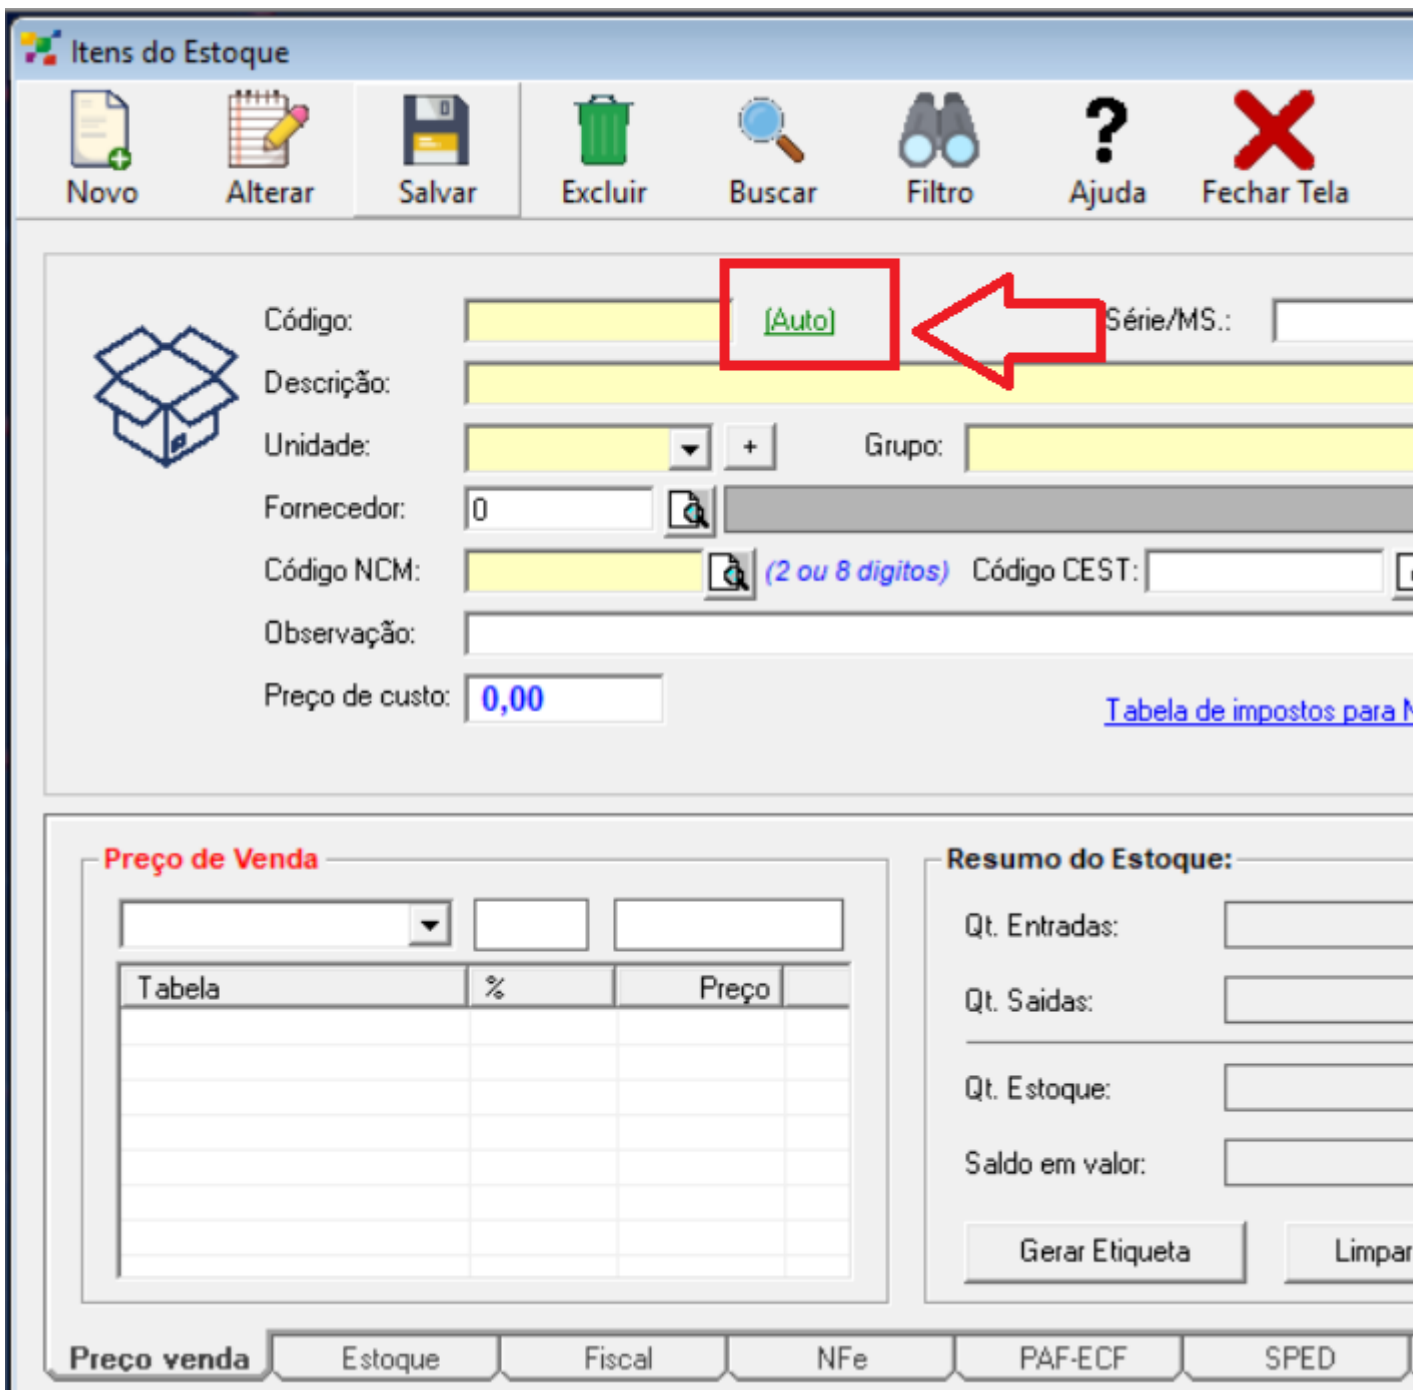 Itens do Estoque
Novo Alterar Salvar Excluir Buscar Filtro Ajuda Fechar Tela
Código: (Auto) Série/MS.:
Descrição:
Unidade: + Grupo:
Fornecedor: 0
Código NCM: (2 ou 8 digitos) Código CEST:
Observação:
Preço de custo: 0,00
Tabela de impostos para N
Preço de Venda
Tabela % Preço
Resumo do Estoque:
Qt. Entradas:
Qt. Saidas:
Qt. Estoque:
Saldo em valor:
Gerar Etiqueta Limpar
Preço venda Estoque Fiscal NFe PAF-ECF SPED